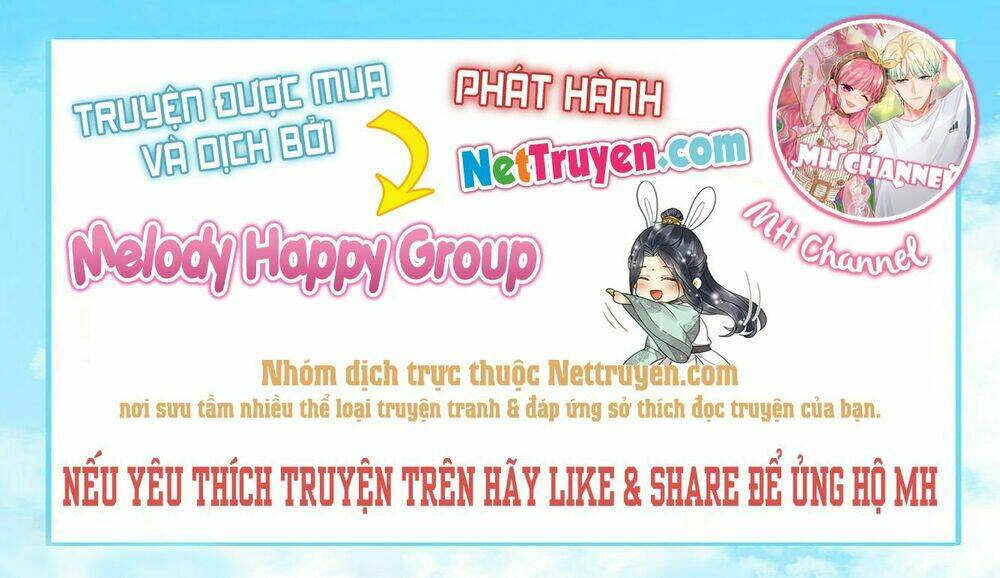 TRUYỆN ĐƯỢC MUA
VÀ DỊCH BỞI
PHÁT HÀNH
NetTruyen.com
Melody Happy Group
MH CHANNEL
MH Channel
Nhóm dịch trực thuộc Nettruyen.com
nơi sưu tầm nhiều thể loại truyện tranh & đáp ứng sở thích đọc truyện của bạn.
NẾU YÊU THÍCH TRUYỆN TRÊN HÃY LIKE & SHARE ĐỂ ỦNG HỘ MH